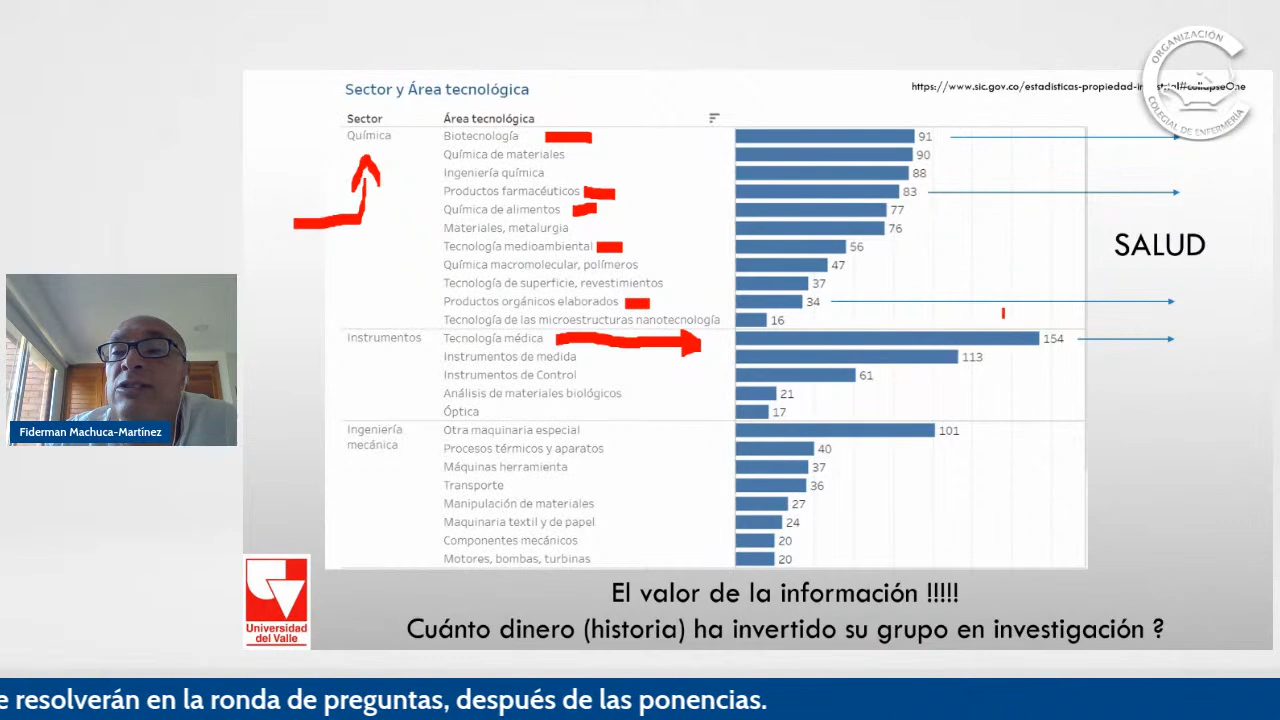 ORGANIZACIÓN
COLEGIAL DE ENFERMERÍA
Sector y Área tecnológica
https://www.sic.gov.co/estadisticas-propiedad-industrial#collapseOne
Sector Área tecnológica
Química Biotecnología 91
Química de materiales 90
Ingeniería química 88
Productos farmacéuticos 83
Química de alimentos 77
Materiales, metalurgia 76
Tecnología medioambiental 56
SALUD
Química macromolecular, polímeros 47
Tecnología de superficie, revestimientos 37
Productos orgánicos elaborados 34
Tecnología de las microestructuras nanotecnología 16
Instrumentos Tecnología médica 154
Instrumentos de medida 113
Instrumentos de Control 61
Análisis de materiales biológicos 21
Óptica 17
Ingeniería mecánica Otra maquinaria especial 101
Procesos térmicos y aparatos 40
Máquinas herramienta 37
Transporte 36
Manipulación de materiales 27
Maquinaria textil y de papel 24
Componentes mecánicos 20
Motores, bombas, turbinas 20
Fiderman Machuca-Martínez
Universidad
del Valle
El valor de la información !!!!!
Cuánto dinero (historia) ha invertido su grupo en investigación ?
e resolverán en la ronda de preguntas, después de las ponencias.